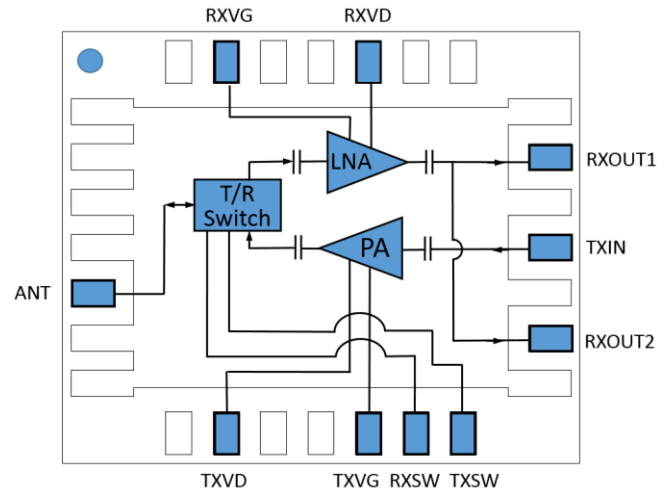 RXVG RXVD
LNA
RXOUT1
T/R
Switch
PA
TXIN
ANT
RXOUT2
TXVD TXVG RXSW TXSW